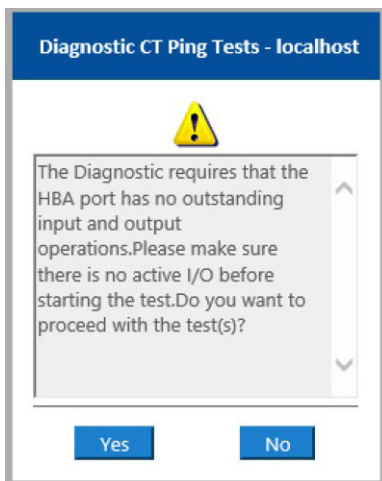 Diagnostic CT Ping Tests - localhost
The Diagnostic requires that the
HBA port has no outstanding
input and output
operations.Please make sure
there is no active I/O before
starting the test.Do you want to
proceed with the test(s)?
Yes
No